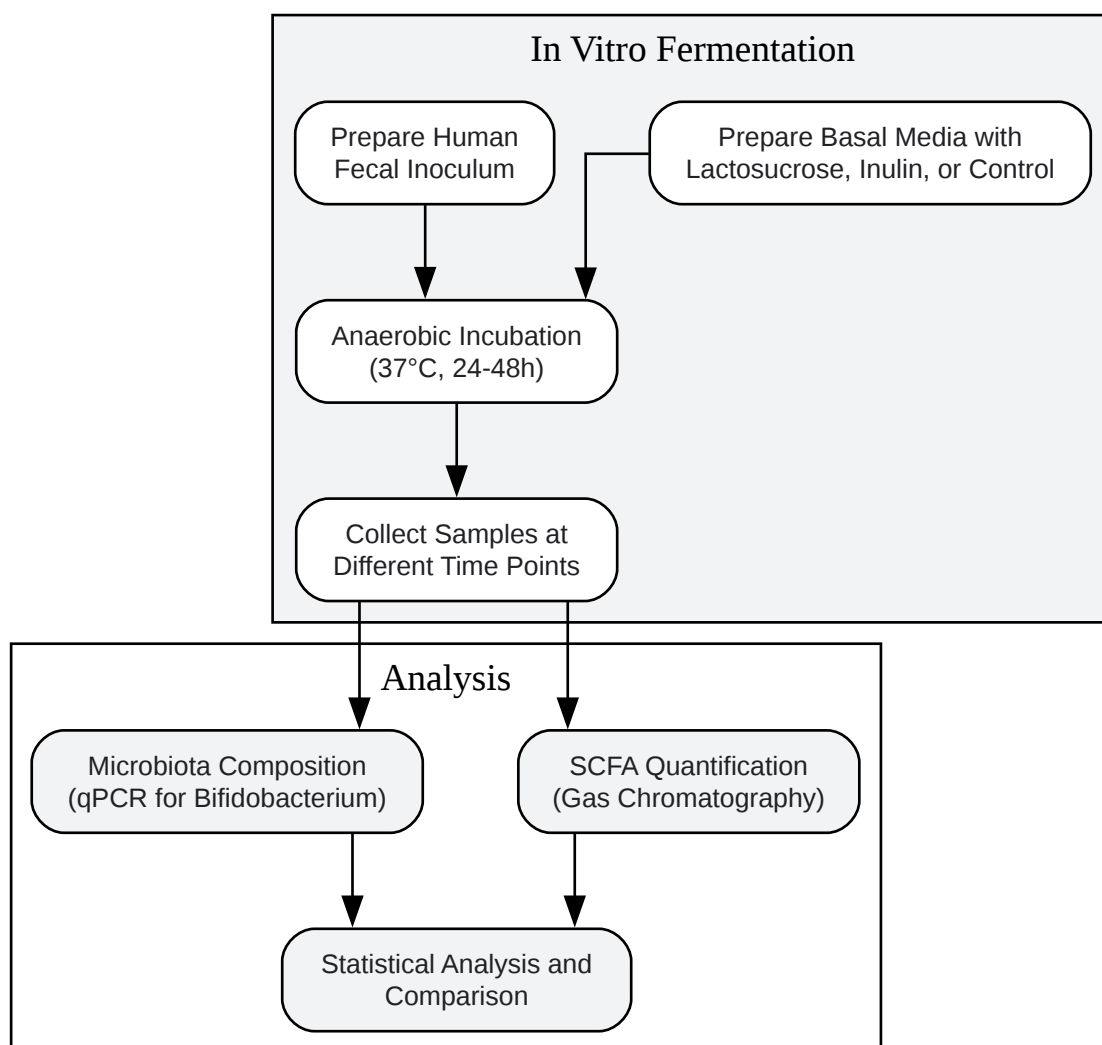 In Vitro Fermentation
Prepare Human
Fecal Inoculum
Prepare Basal Media with
Lactosucrose, Inulin, or Control
Anaerobic Incubation
(37°C, 24-48h)
Collect Samples at
Different Time Points
Analysis
Microbiota Composition
(qPCR for Bifidobacterium)
SCFA Quantification
(Gas Chromatography)
Statistical Analysis and
Comparison